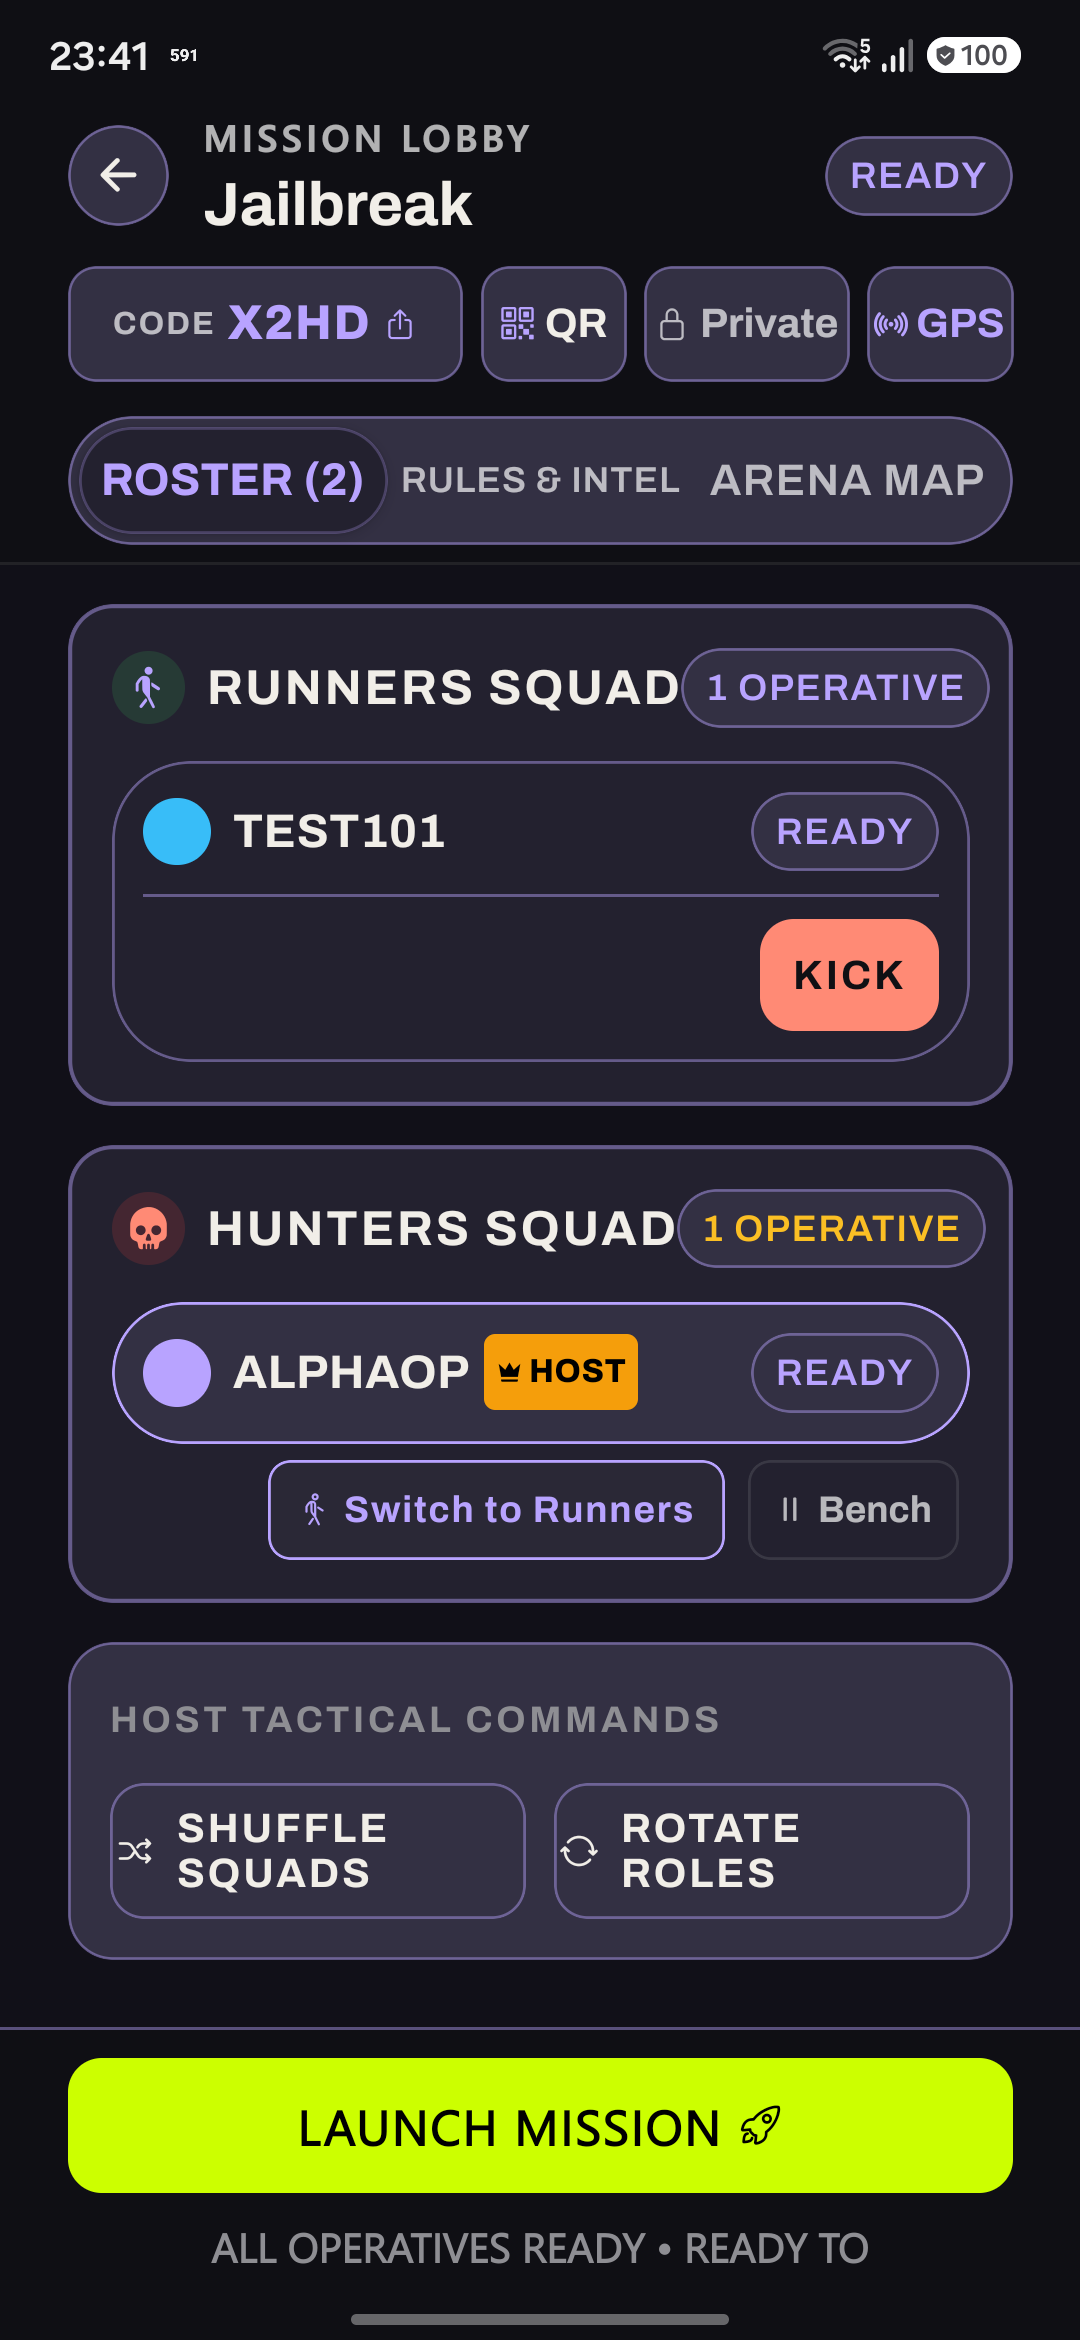 23:41 591 5 100
MISSION LOBBY
Jailbreak
READY
CODE X2HD QR Private GPS
ROSTER (2) RULES & INTEL ARENA MAP
RUNNERS SQUAD 1 OPERATIVE
TEST101 READY
KICK
HUNTERS SQUAD 1 OPERATIVE
ALPHAOP HOST READY
Switch to Runners Bench
HOST TACTICAL COMMANDS
SHUFFLE
SQUADS
ROTATE
ROLES
LAUNCH MISSION
ALL OPERATIVES READY • READY TO